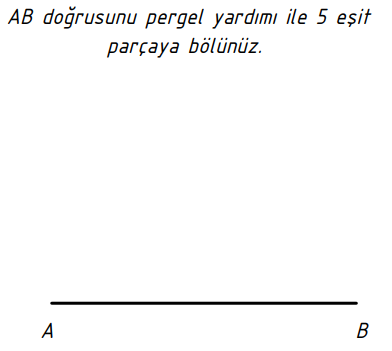 AB doğrusunu pergel yardımı ile 5 eşit
parçaya bölünüz.
A B